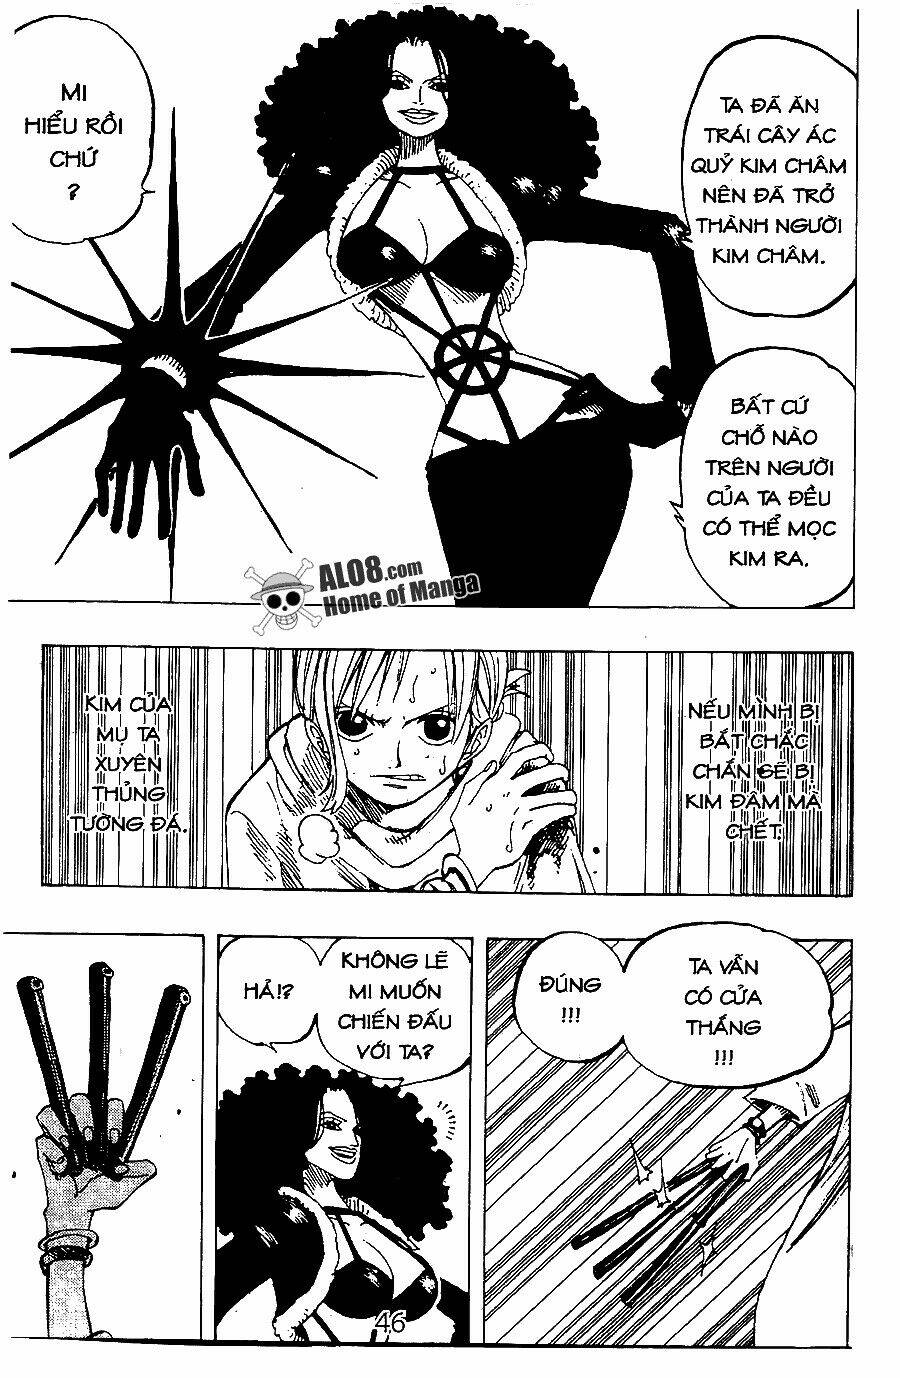 TA ĐÃ ĂN
TRÁI CÂY ÁC
QUỶ KIM CHÂM
NÊN ĐÃ TRỞ
THÀNH NGƯỜI
KIM CHÂM.
BẤT CỨ
CHỖ NÀO
TRÊN NGƯỜI
CỦA TA ĐỀU
CÓ THỂ MỌC
KIM RA.
MI
HIỂU RỒI
CHỨ
?
ALO8.com
Home of Manga
NẾU MÌNH BỊ
BẮT CHẮC
CHẮN SẼ BỊ
KIM ĐÂM MÀ
CHẾT.
KIM CỦA
MỤ TA
XUYÊN
THỦNG
TƯỜNG ĐÁ.
TA VẪN
CÓ CỬA
THẮNG
!!!
ĐÚNG
!!!
KHÔNG LẼ
MI MUỐN
CHIẾN ĐẤU
VỚI TA?
HẢ!?
46